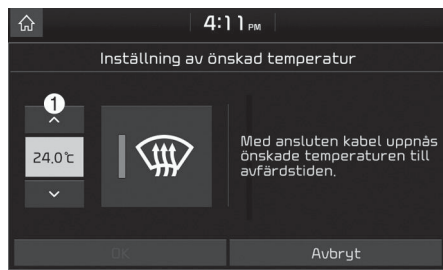 4:11 PM
Inställning av önskad temperatur
1
24.0°c
Med ansluten kabel uppnås
önskade temperaturen till
avfärdstiden.
OK
Avbryt